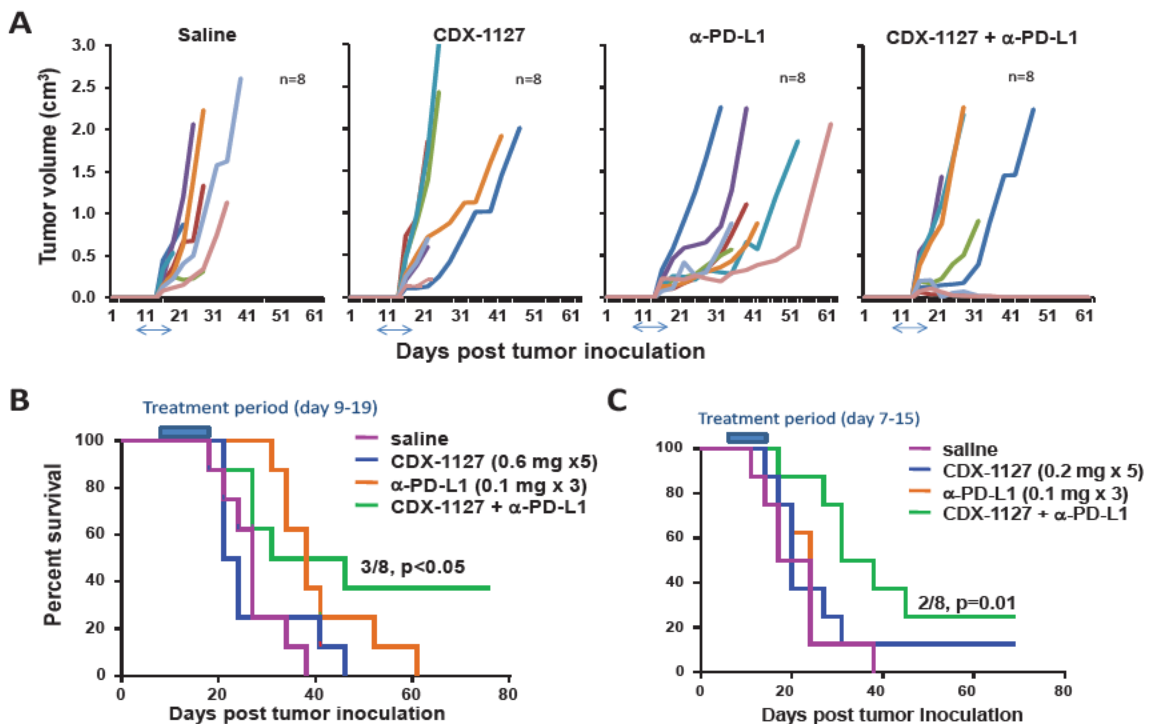 A
Saline
CDX-1127
α-PD-L1
CDX-1127 + α-PD-L1
n=8
n=8
n=8
n=8
Tumor volume (cm³)
3.0
2.5
2.0
1.5
1.0
0.5
0.0
1 11 21 31 41 51 61
1 11 21 31 41 51 61
1 11 21 31 41 51 61
1 11 21 31 41 51 61
Days post tumor inoculation
B
Treatment period (day 9-19)
saline
CDX-1127 (0.6 mg x5)
α-PD-L1 (0.1 mg x 3)
CDX-1127 + α-PD-L1
3/8, p<0.05
Percent survival
100
80
60
40
20
0
0 20 40 60 80
Days post tumor inoculation
C
Treatment period (day 7-15)
saline
CDX-1127 (0.2 mg x 5)
α-PD-L1 (0.1 mg x 3)
CDX-1127 + α-PD-L1
2/8, p=0.01
100
80
60
40
20
0
0 20 40 60 80
Days post tumor inoculation